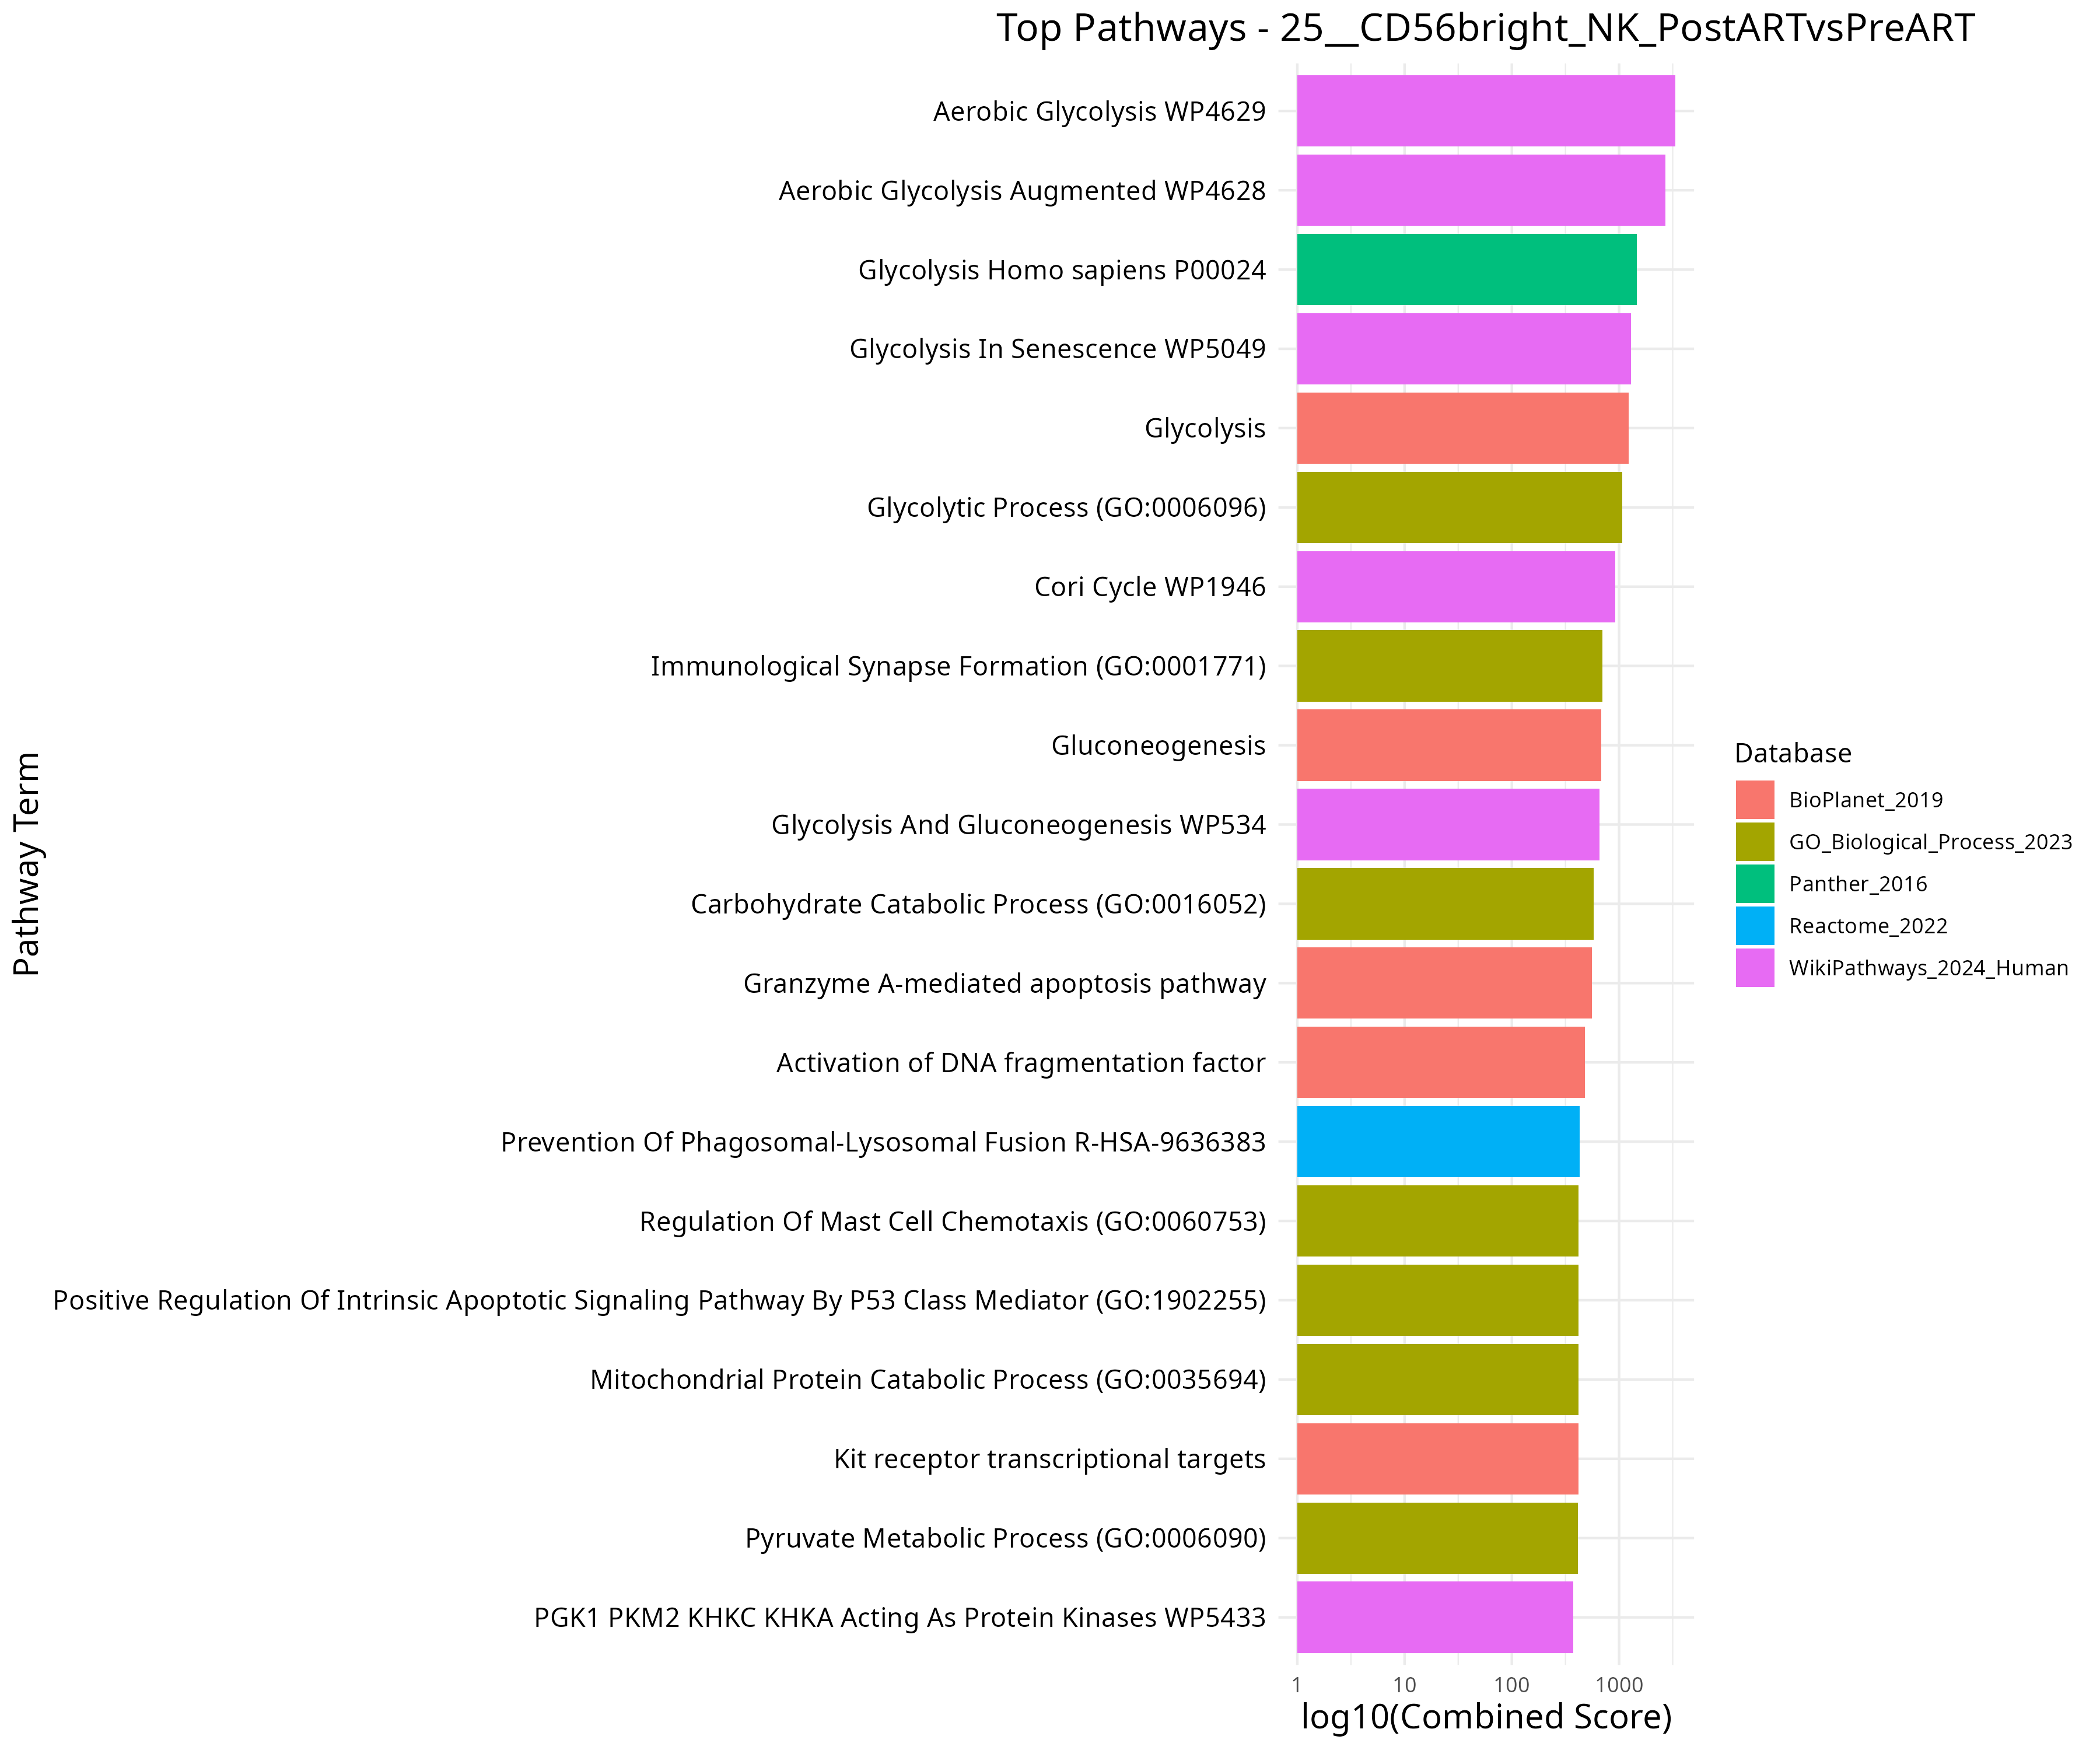 Top Pathways - 25__CD56bright_NK_PostARTvsPreART
Pathway Term
Aerobic Glycolysis WP4629
Aerobic Glycolysis Augmented WP4628
Glycolysis Homo sapiens P00024
Glycolysis In Senescence WP5049
Glycolysis
Glycolytic Process (GO:0006096)
Cori Cycle WP1946
Immunological Synapse Formation (GO:0001771)
Gluconeogenesis
Glycolysis And Gluconeogenesis WP534
Carbohydrate Catabolic Process (GO:0016052)
Granzyme A-mediated apoptosis pathway
Activation of DNA fragmentation factor
Prevention Of Phagosomal-Lysosomal Fusion R-HSA-9636383
Regulation Of Mast Cell Chemotaxis (GO:0060753)
Positive Regulation Of Intrinsic Apoptotic Signaling Pathway By P53 Class Mediator (GO:1902255)
Mitochondrial Protein Catabolic Process (GO:0035694)
Kit receptor transcriptional targets
Pyruvate Metabolic Process (GO:0006090)
PGK1 PKM2 KHKC KHKA Acting As Protein Kinases WP5433
1 10 100 1000
log10(Combined Score)
Database
BioPlanet_2019
GO_Biological_Process_2023
Panther_2016
Reactome_2022
WikiPathways_2024_Human